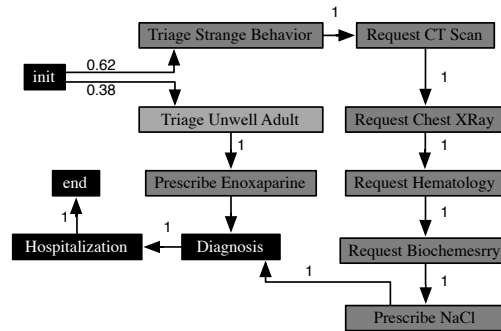 1
Triage Strange Behavior
Request CT Scan
0.62
init
1
0.38
Triage Unwell Adult
Request Chest XRay
1
1
end
Prescribe Enoxaparine
Request Hematology
1
1
1
Hospitalization
Diagnosis
Request Biochemesrry
1
1
Prescribe NaCl